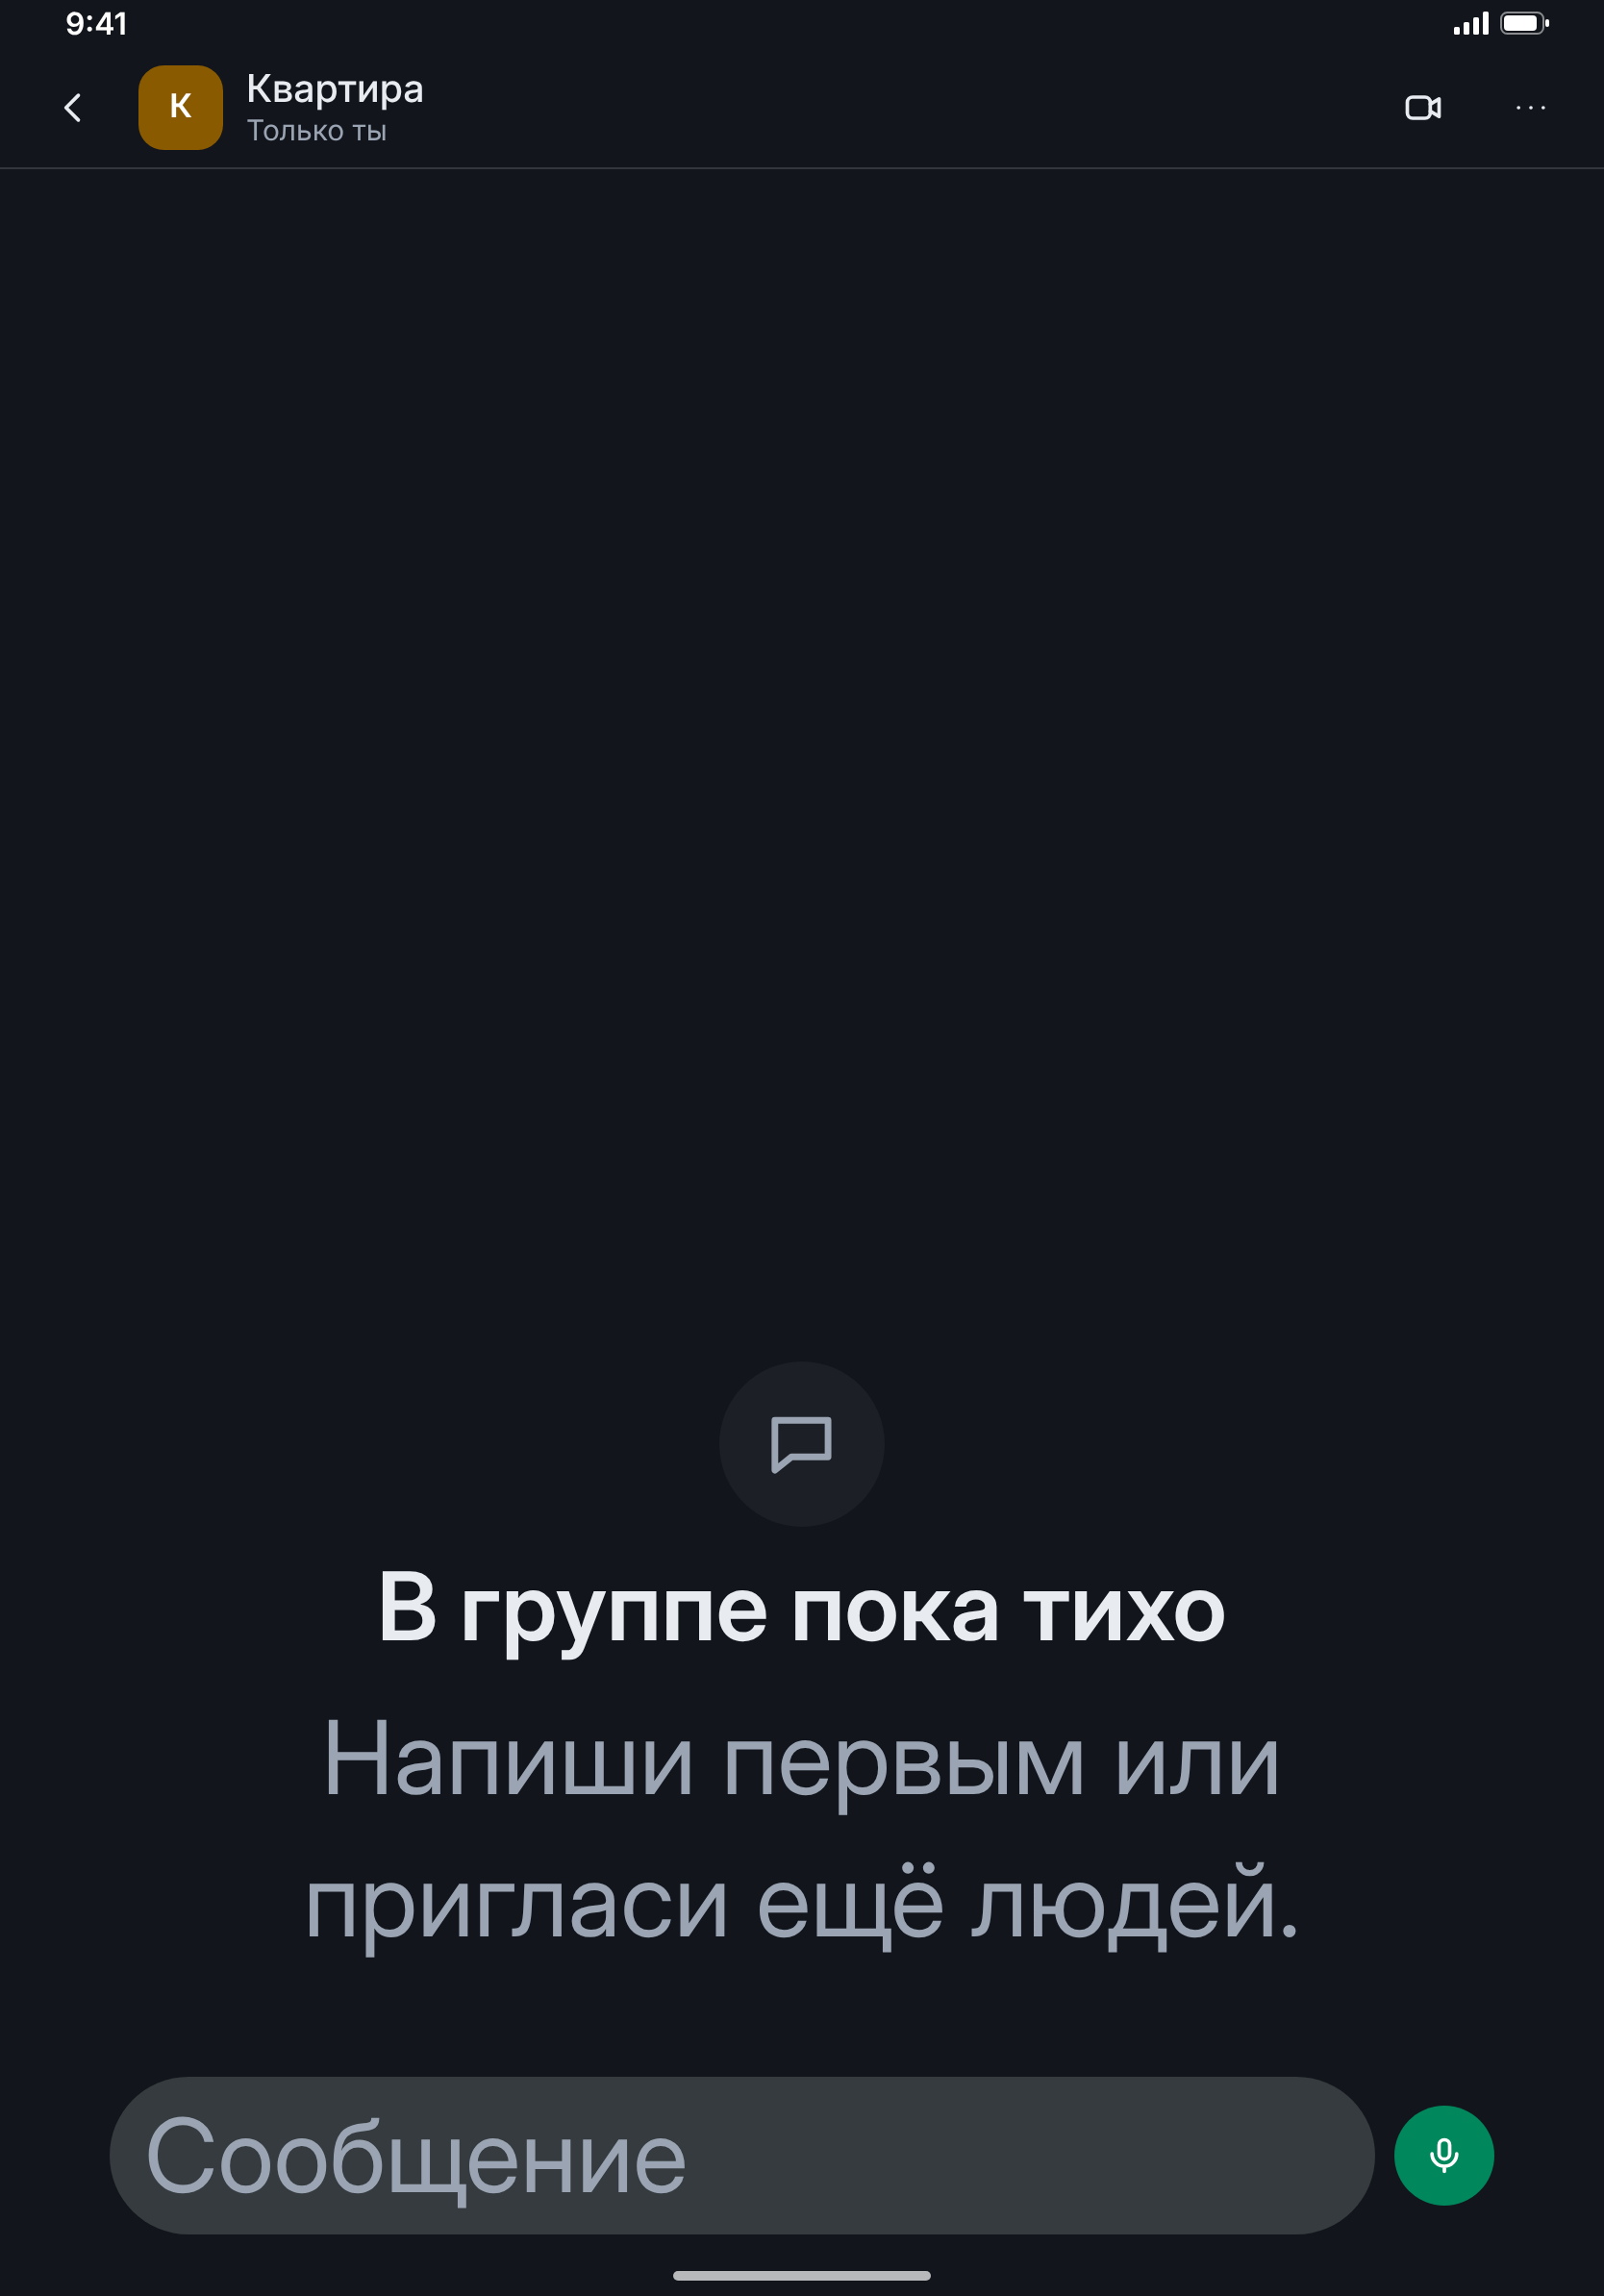 9:41
К
Квартира
Только ты
В группе пока тихо
Напиши первым или
пригласи ещё людей.
Сообщение